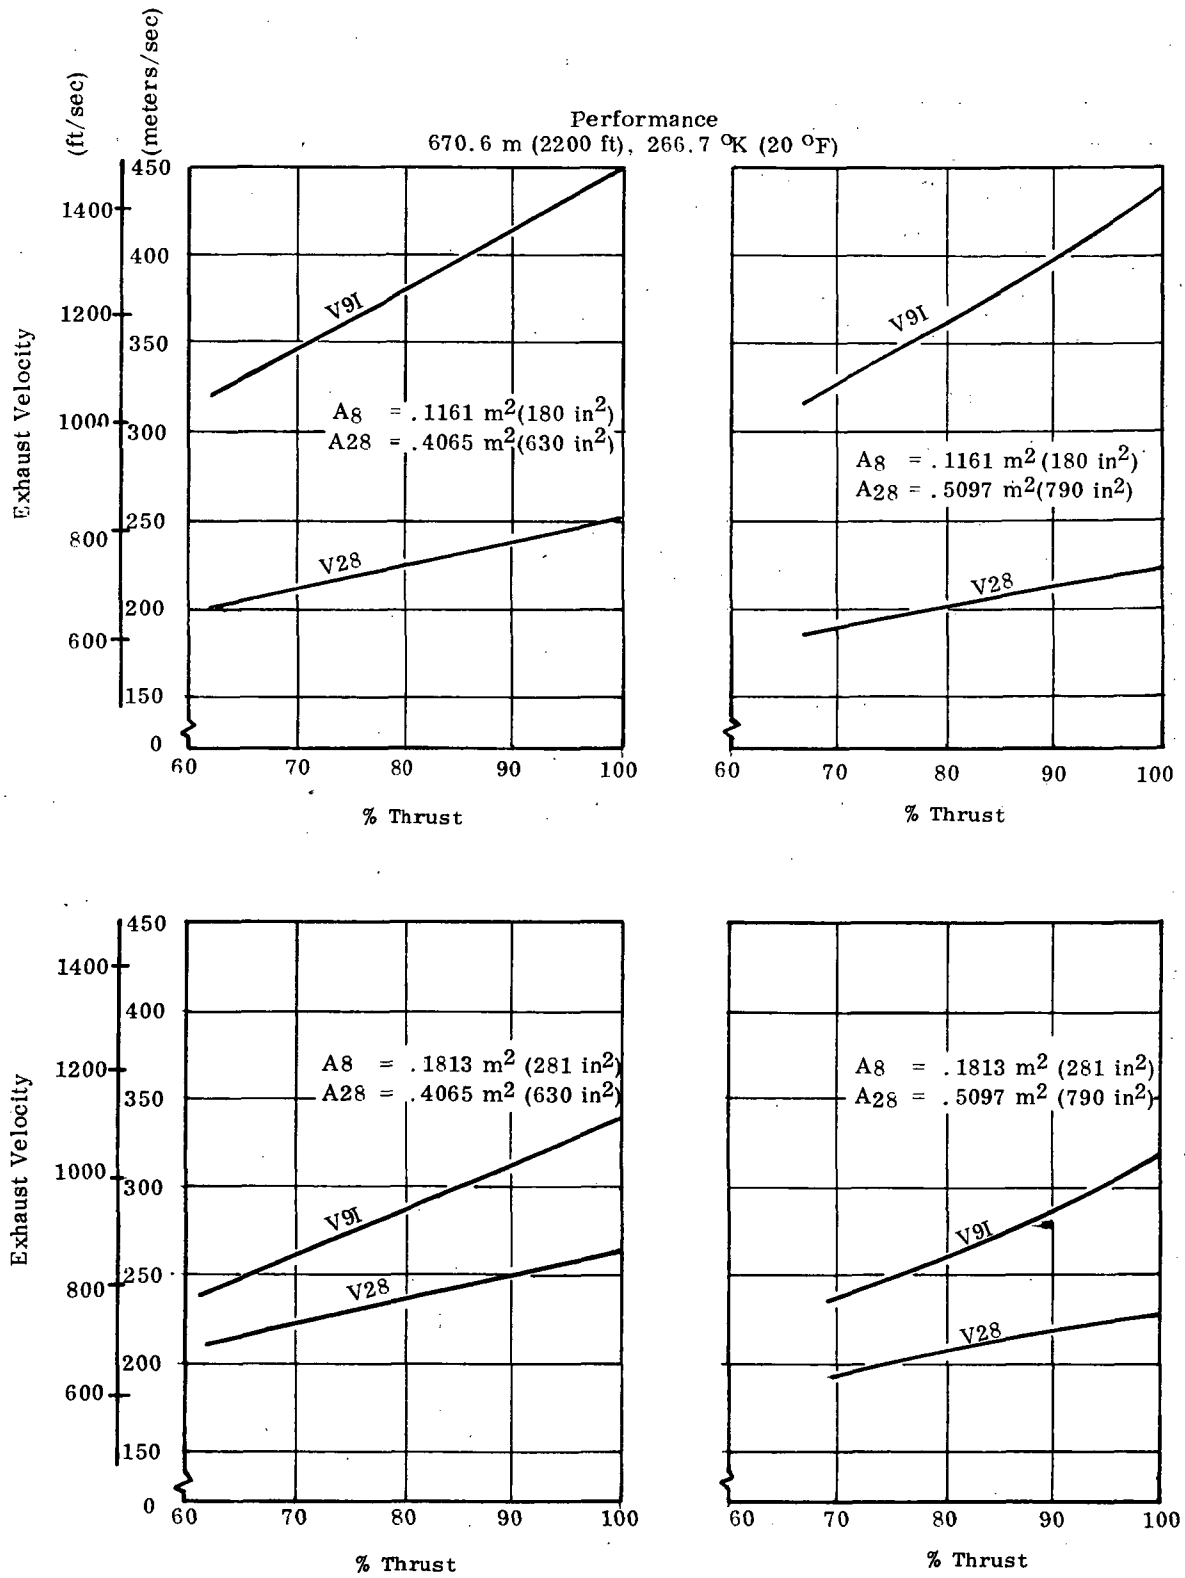 Performance
670.6 m (2200 ft), 266.7 °K (20 °F)
(ft/sec)
(meters/sec)
Exhaust Velocity
1400
1200
1000
800
600
450
400
350
300
250
200
150
0
V9I
A8 = .1161 m2 (180 in2)
A28 = .4065 m2 (630 in2)
V28
60 70 80 90 100
% Thrust
V9I
A8 = .1161 m2 (180 in2)
A28 = .5097 m2 (790 in2)
V28
60 70 80 90 100
% Thrust
Exhaust Velocity
1400
1200
1000
800
600
450
400
350
300
250
200
150
0
A8 = .1813 m2 (281 in2)
A28 = .4065 m2 (630 in2)
V9I
V28
60 70 80 90 100
% Thrust
A8 = .1813 m2 (281 in2)
A28 = .5097 m2 (790 in2)
V9I
V28
60 70 80 90 100
% Thrust